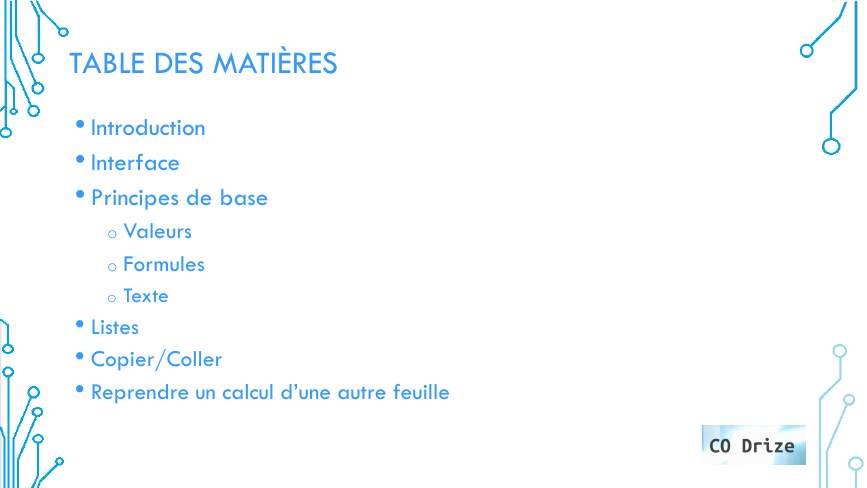 TABLE DES MATIÈRES
• Introduction
• Interface
• Principes de base
o Valeurs
o Formules
o Texte
• Listes
• Copier/Coller
• Reprendre un calcul d’une autre feuille
CO Drize